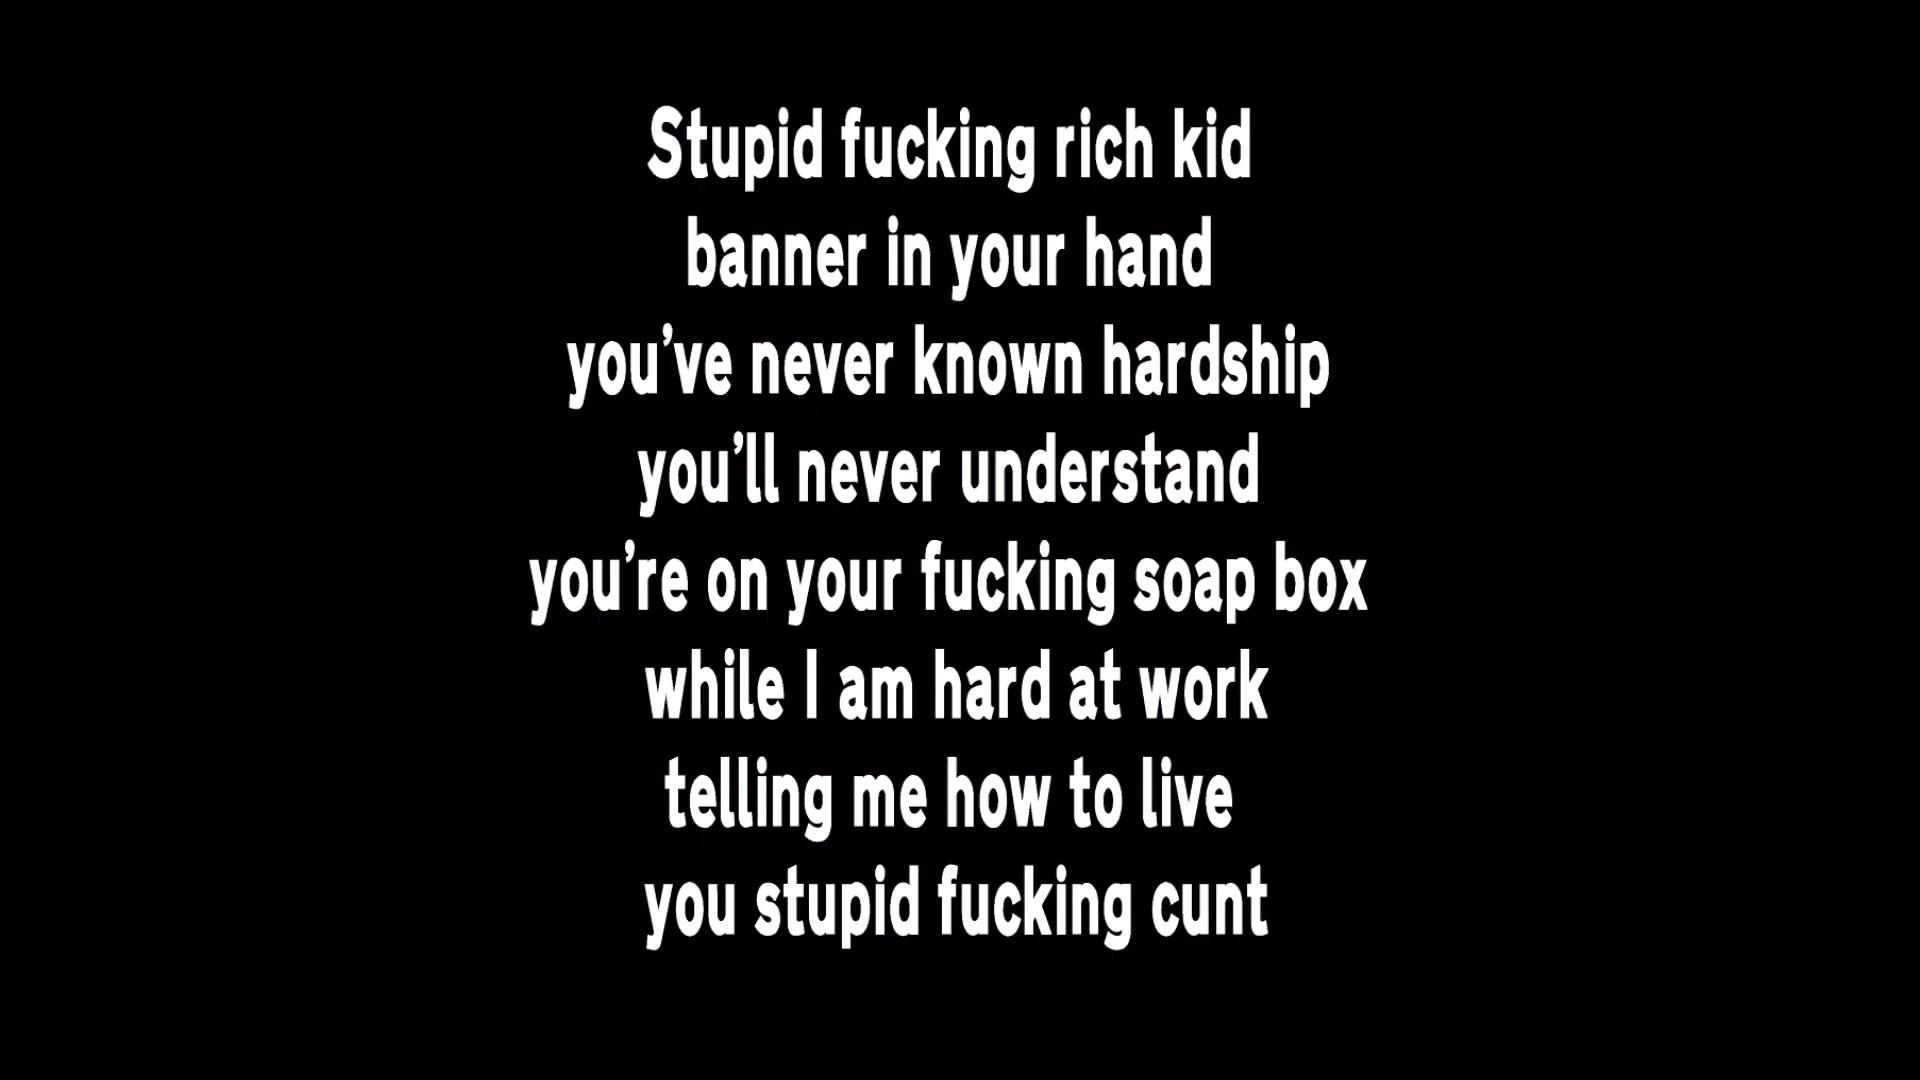 Stupid fucking rich kid
banner in your hand
you've never known hardship
you'll never understand
you're on your fucking soap box
while I am hard at work
telling me how to live
you stupid fucking cunt